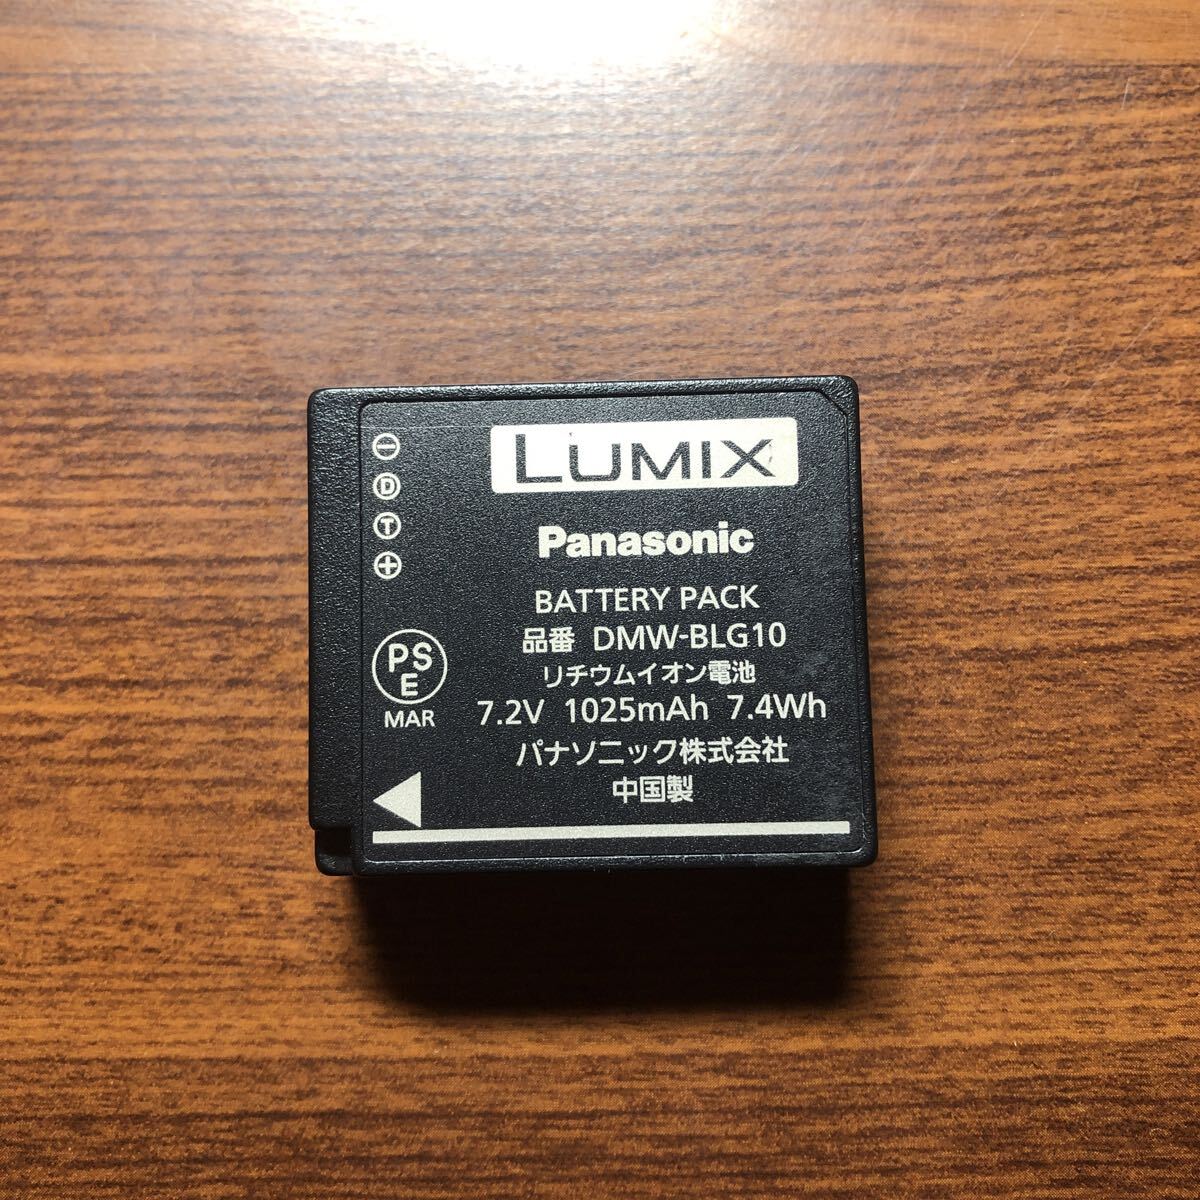 LUMIX
Panasonic
BATTERY PACK
品番 DMW-BLG10
リチウムイオン電池
7.2V 1025mAh 7.4Wh
パナソニック株式会社
中国製
⊖
D
T
⊕
PS
E
MAR